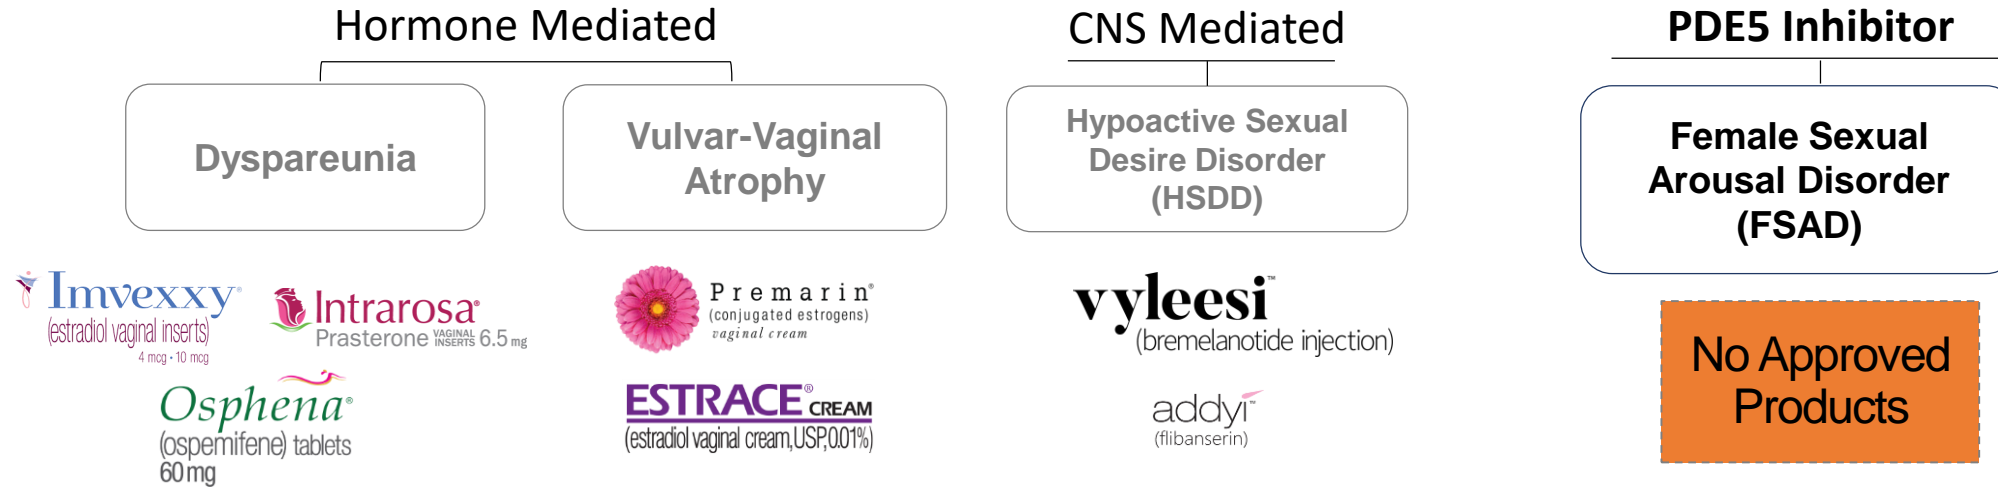 Hormone Mediated
Dyspareunia
Imvexxy®
(estradiol vaginal inserts)
4 mcg • 10 mcg
Intrarosa®
Prasterone VAGINAL INSERTS 6.5 mg
Osphena®
(ospemifene) tablets
60 mg
Vulvar-Vaginal
Atrophy
Premarin®
(conjugated estrogens)
vaginal cream
ESTRACE® CREAM
(estradiol vaginal cream, USP, 0.01%)
CNS Mediated
Hypoactive Sexual
Desire Disorder
(HSDD)
vyleesi™
(bremelanotide injection)
addyi™
(flibanserin)
PDE5 Inhibitor
Female Sexual
Arousal Disorder
(FSAD)
No Approved
Products